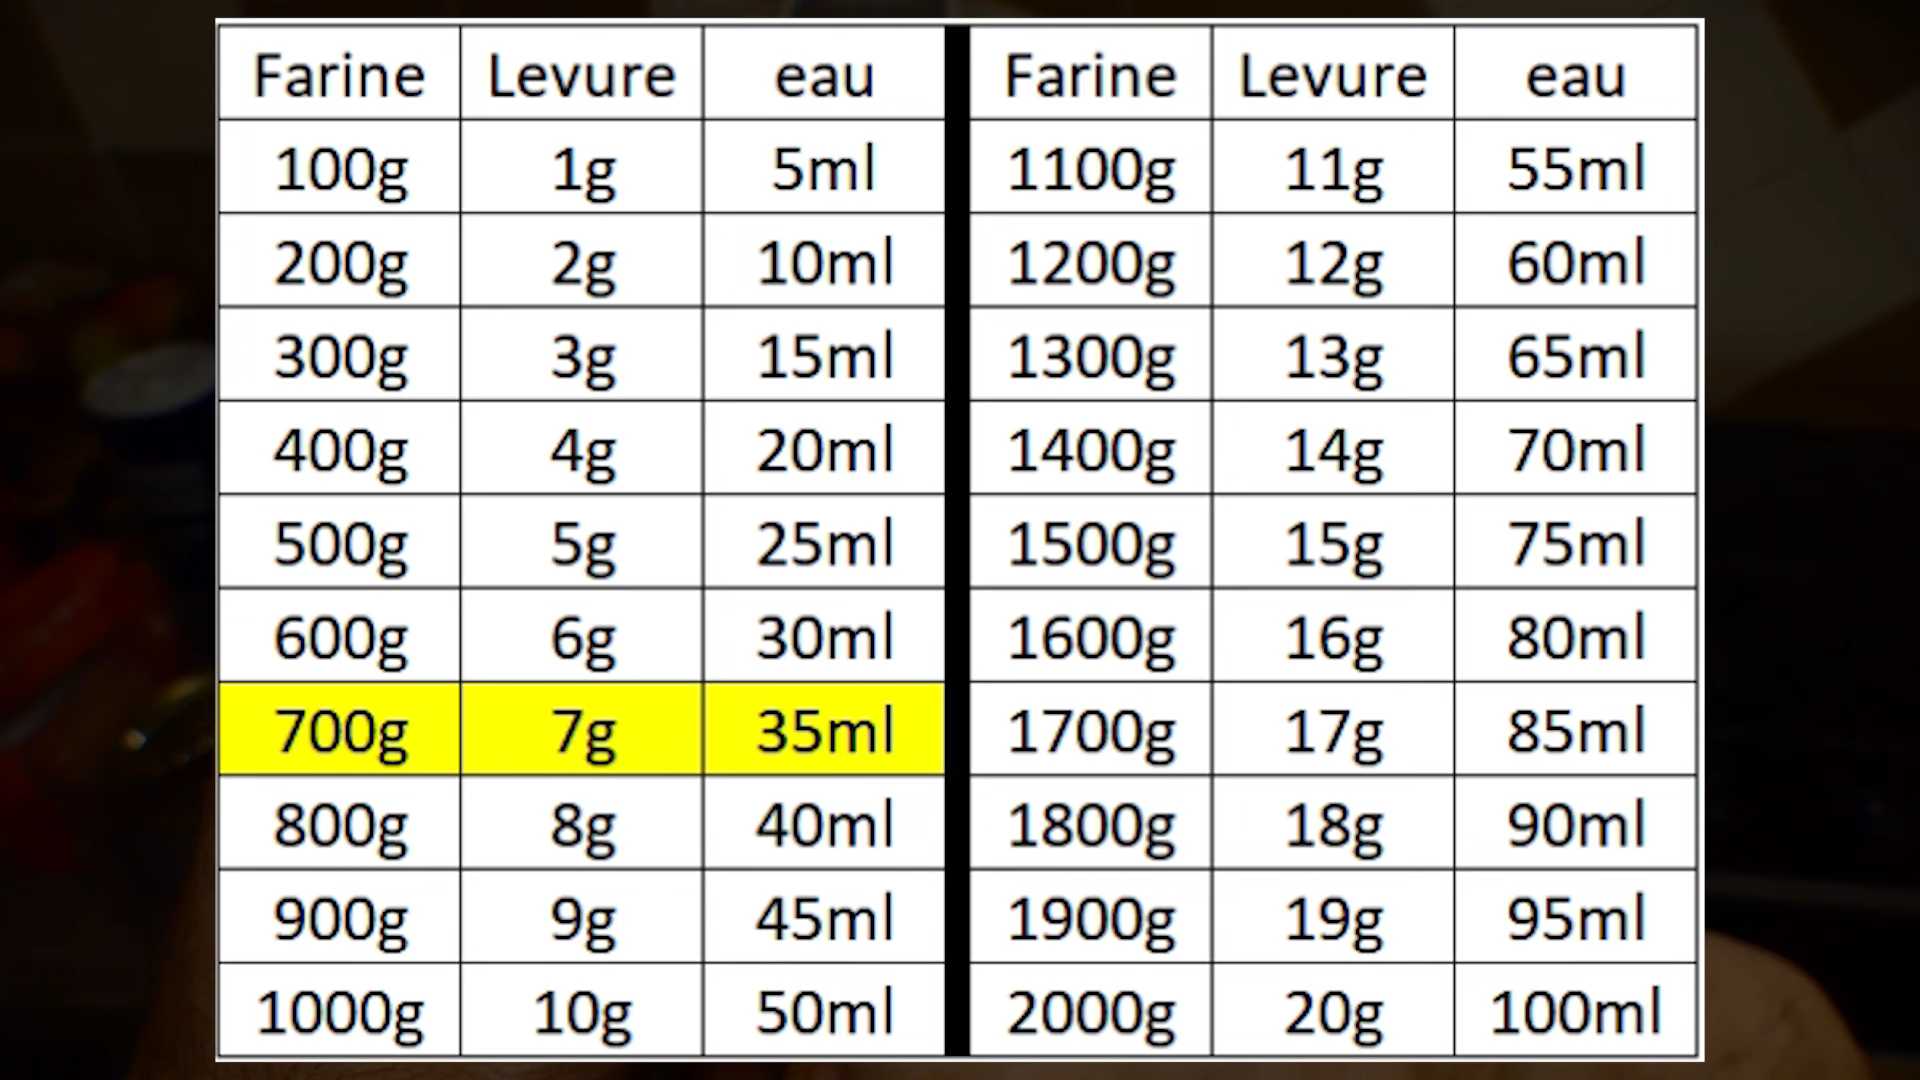 Farine Levure eau Farine Levure eau
100g 1g 5ml 1100g 11g 55ml
200g 2g 10ml 1200g 12g 60ml
300g 3g 15ml 1300g 13g 65ml
400g 4g 20ml 1400g 14g 70ml
500g 5g 25ml 1500g 15g 75ml
600g 6g 30ml 1600g 16g 80ml
700g 7g 35ml 1700g 17g 85ml
800g 8g 40ml 1800g 18g 90ml
900g 9g 45ml 1900g 19g 95ml
1000g 10g 50ml 2000g 20g 100ml